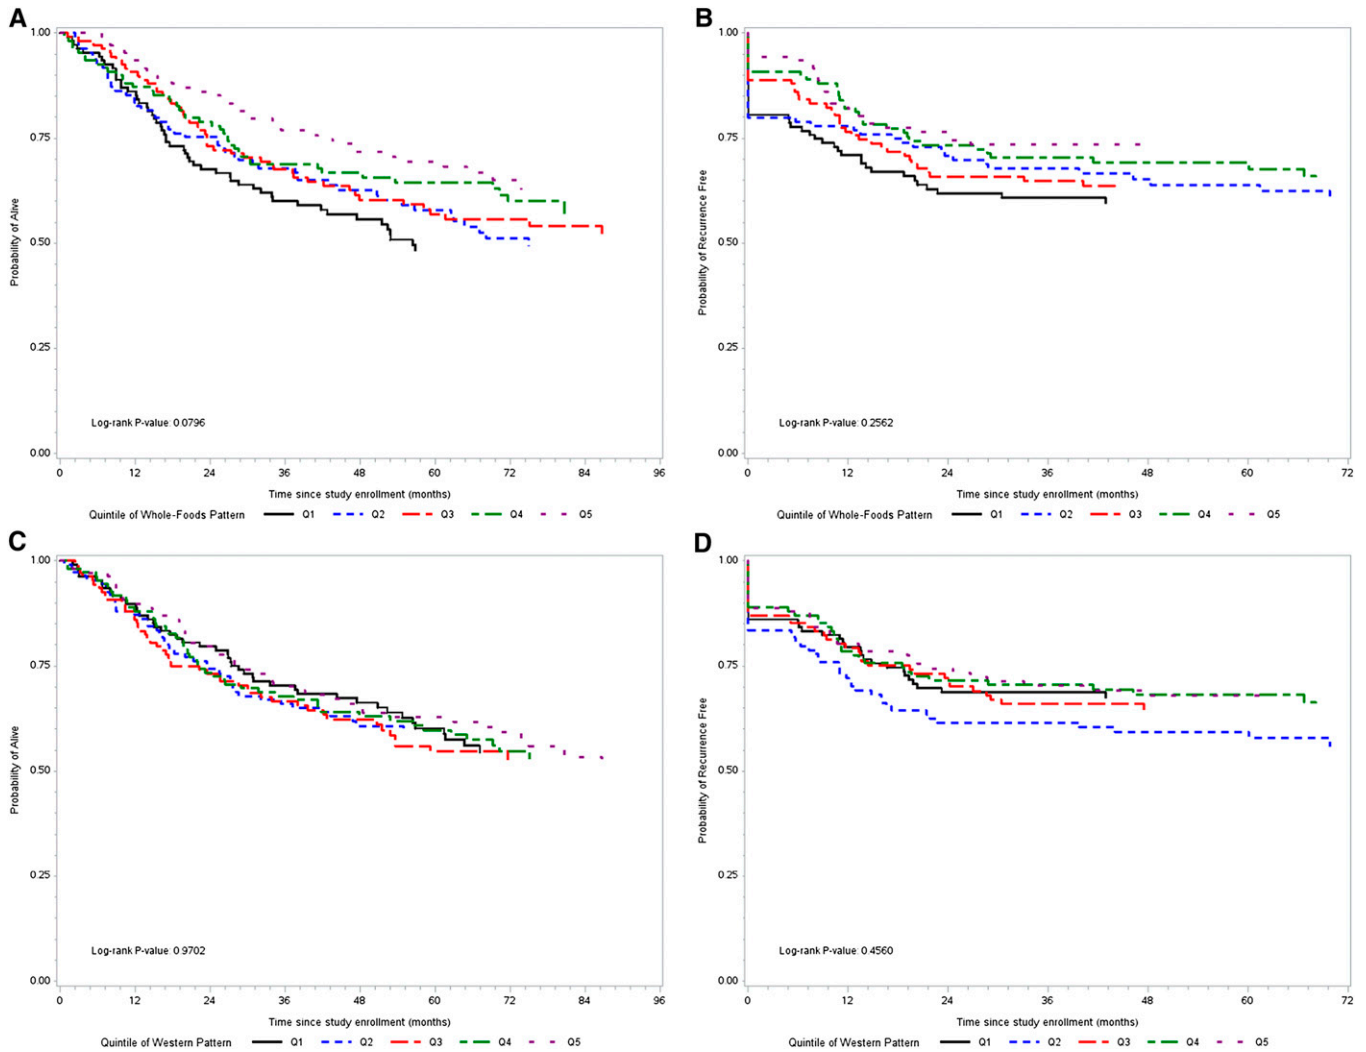 A
1.00
0.75
0.50
0.25
0.00
Probability of Alive
Log-rank P-value: 0.0796
0 12 24 36 48 60 72 84 96
Time since study enrollment (months)
Quintile of Whole-Foods Pattern Q1 Q2 Q3 Q4 Q5
B
1.00
0.75
0.50
0.25
0.00
Probability of Recurrence Free
Log-rank P-value: 0.2562
0 12 24 36 48 60 72
Time since study enrollment (months)
Quintile of Whole-Foods Pattern Q1 Q2 Q3 Q4 Q5
C
1.00
0.75
0.50
0.25
0.00
Probability of Alive
Log-rank P-value: 0.9702
0 12 24 36 48 60 72 84 96
Time since study enrollment (months)
Quintile of Western Pattern Q1 Q2 Q3 Q4 Q5
D
1.00
0.75
0.50
0.25
0.00
Probability of Recurrence Free
Log-rank P-value: 0.4560
0 12 24 36 48 60 72
Time since study enrollment (months)
Quintile of Western Pattern Q1 Q2 Q3 Q4 Q5